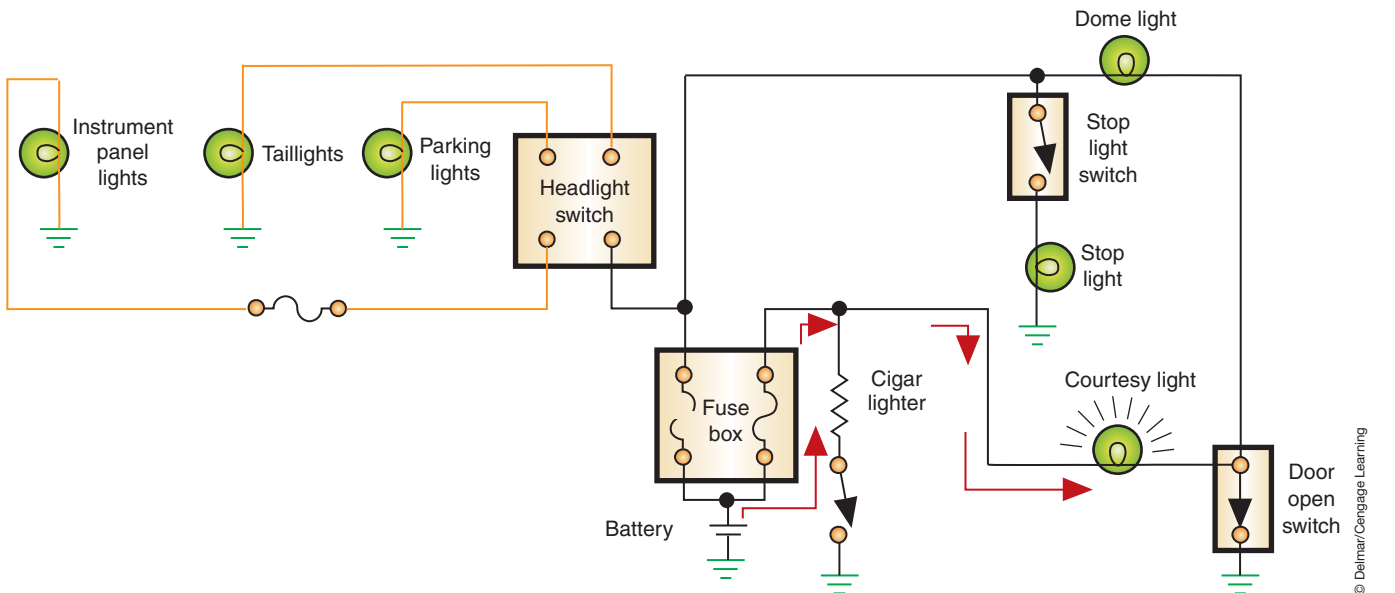 Dome light
Instrument
panel
lights
Taillights
Parking
lights
Headlight
switch
Stop
light
switch
Stop
light
Fuse
box
Cigar
lighter
Courtesy light
Battery
Door
open
switch
© Delmar/Cengage Learning